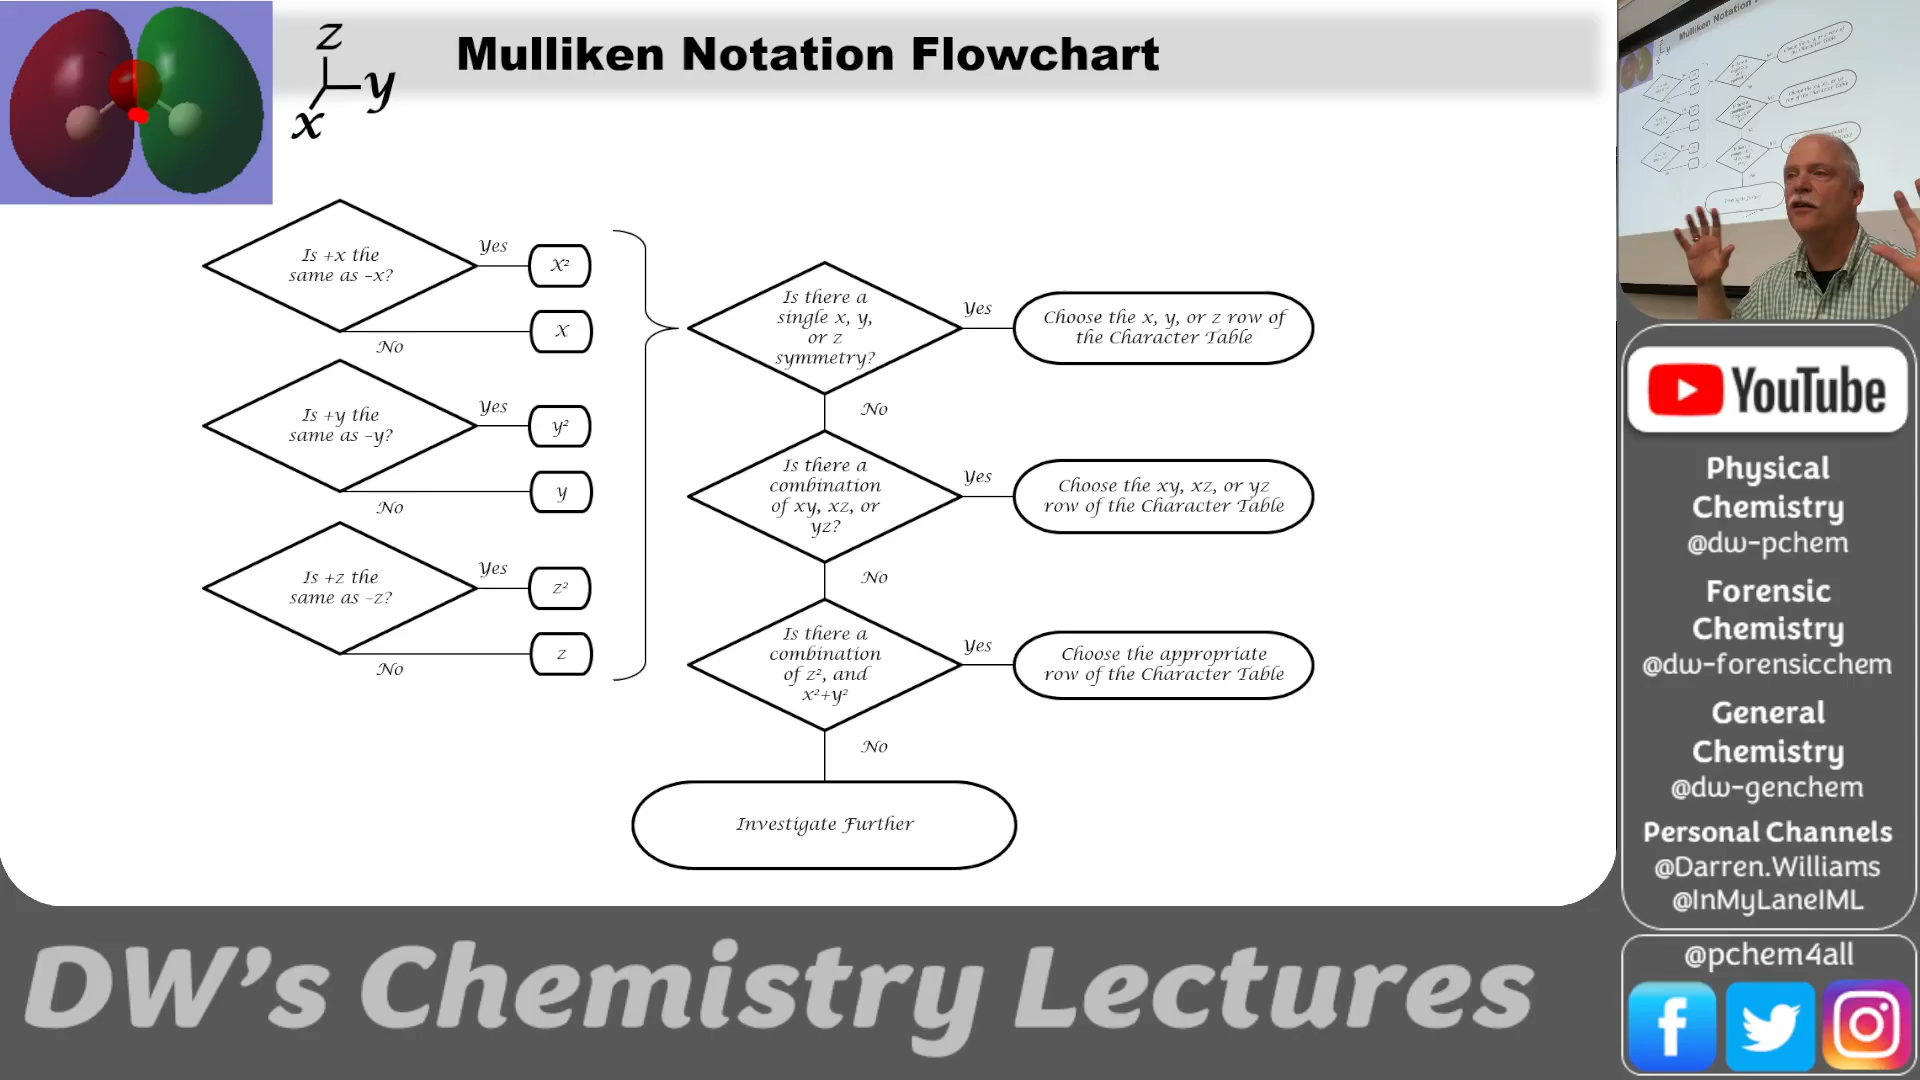 z
y
x
Mulliken Notation Flowchart
Is +x the
same as -x?
Yes
X²
No
X
Is +y the
same as -y?
Yes
y²
No
y
Is +z the
same as -z?
Yes
z²
No
z
Is there a
single x, y,
or z
symmetry?
Yes
Choose the x, y, or z row of
the Character Table
No
Is there a
combination
of xy, xz, or
yz?
Yes
Choose the xy, xz, or yz
row of the Character Table
No
Is there a
combination
of z², and
x²+y²
Yes
Choose the appropriate
row of the Character Table
No
Investigate Further
Mulliken Notation
YouTube
Physical
Chemistry
@dw-pchem
Forensic
Chemistry
@dw-forensicchem
General
Chemistry
@dw-genchem
Personal Channels
@Darren.Williams
@InMyLaneIML
@pchem4all
DW's Chemistry Lectures